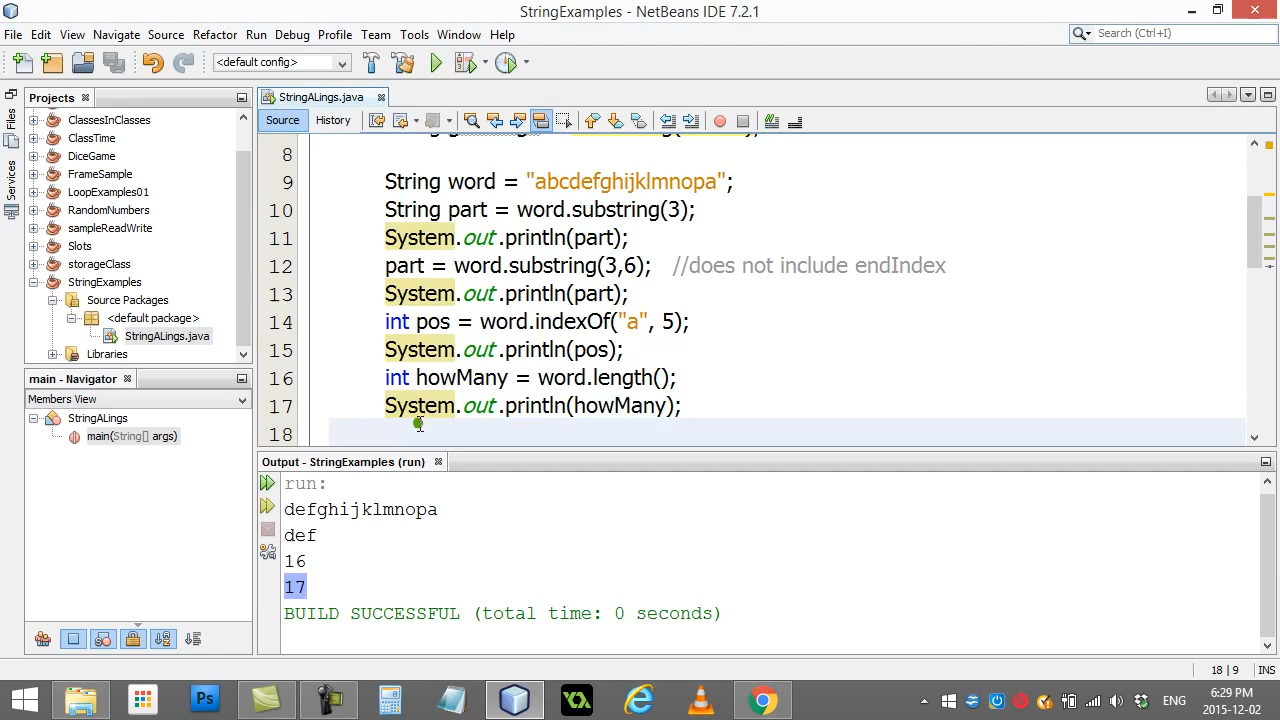 StringExamples - NetBeans IDE 7.2.1
File Edit View Navigate Source Refactor Run Debug Profile Team Tools Window Help
Search (Ctrl+I)
<default config>
Files
Services
Projects
ClassesInClasses
ClassTime
DiceGame
FrameSample
LoopExamples01
RandomNumbers
sampleReadWrite
Slots
storageClass
StringExamples
Source Packages
<default package>
StringALings.java
Libraries
main - Navigator
Members View
StringALings
main(String[] args)
StringALings.java
Source History
8
9 String word = "abcdefghijklmnopa";
10 String part = word.substring(3);
11 System.out.println(part);
12 part = word.substring(3,6); //does not include endIndex
13 System.out.println(part);
14 int pos = word.indexOf("a", 5);
15 System.out.println(pos);
16 int howMany = word.length();
17 System.out.println(howMany);
18
Output - StringExamples (run)
run:
defghijklmnopa
def
16
17
BUILD SUCCESSFUL (total time: 0 seconds)
18 | 9 INS
Ps
ENG
6:29 PM
2015-12-02